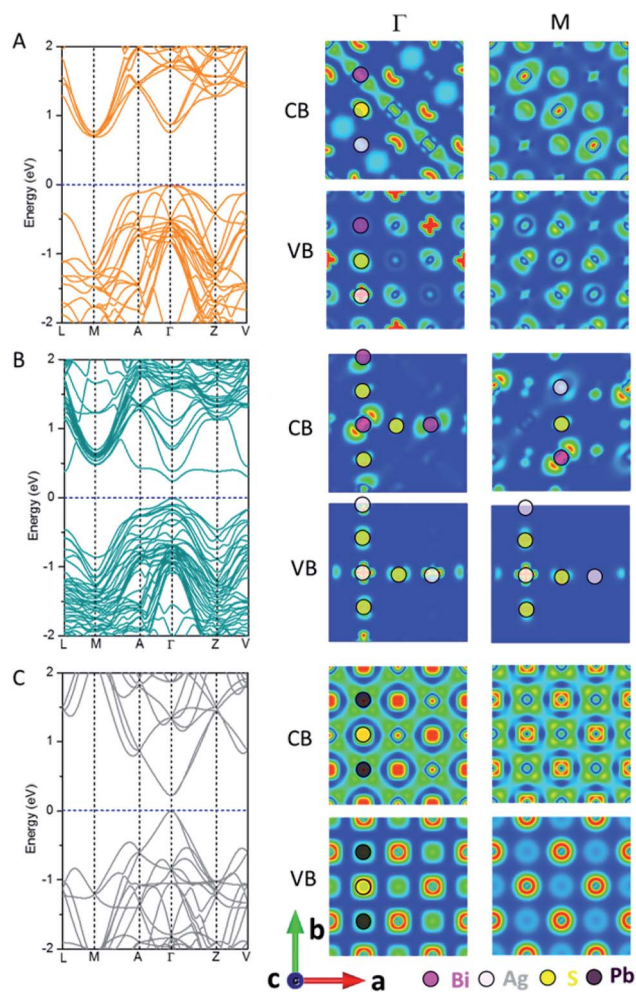 Γ M
A
2
1
0
-1
-2
Energy (eV)
L M A Γ Z V
CB
VB
B
2
1
0
-1
-2
Energy (eV)
L M A Γ Z V
CB
VB
C
2
1
0
-1
-2
Energy (eV)
L M A Γ Z V
CB
VB
b
c a
Bi Ag S Pb